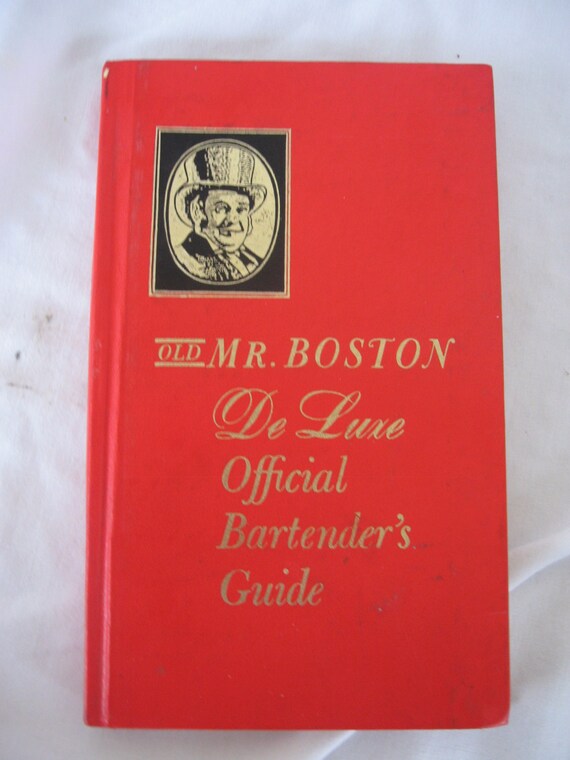 OLD MR. BOSTON
De Luxe
Official
Bartender's
Guide